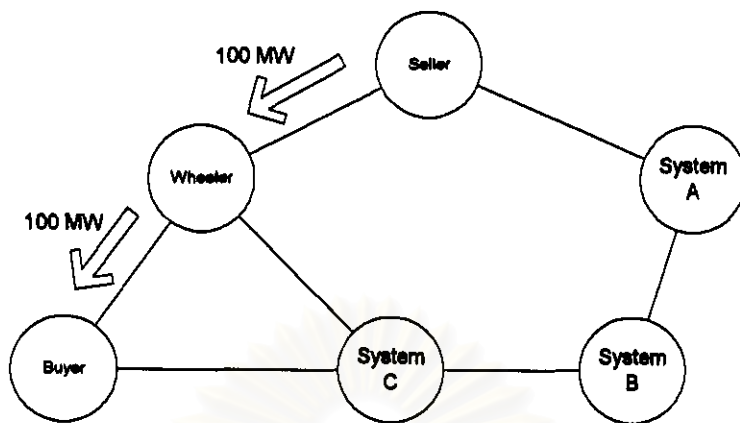 100 MW
Seller
Wheeler
System
A
100 MW
Buyer
System
C
System
B